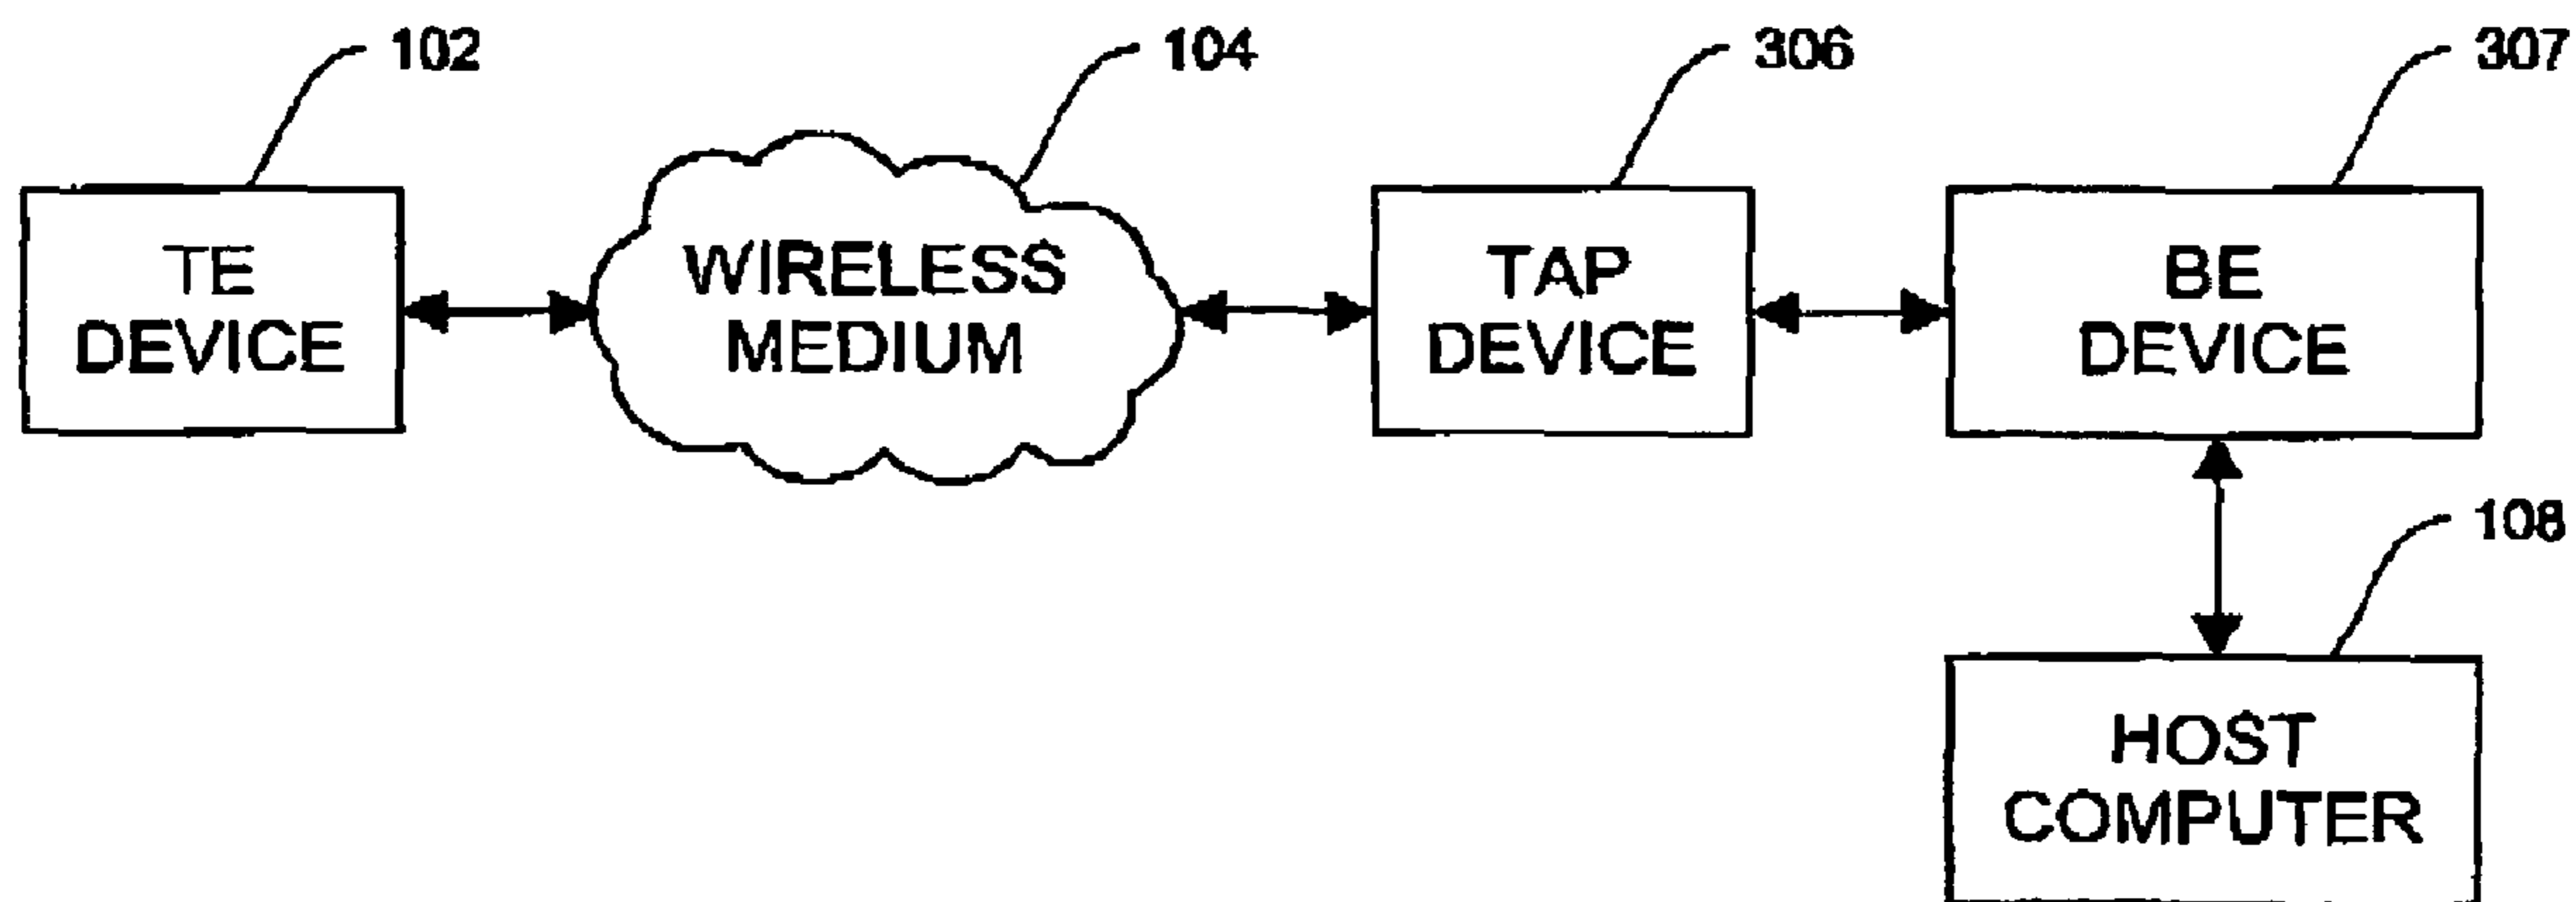 102
104
306
307
TE
DEVICE
WIRELESS
MEDIUM
TAP
DEVICE
BE
DEVICE
108
HOST
COMPUTER